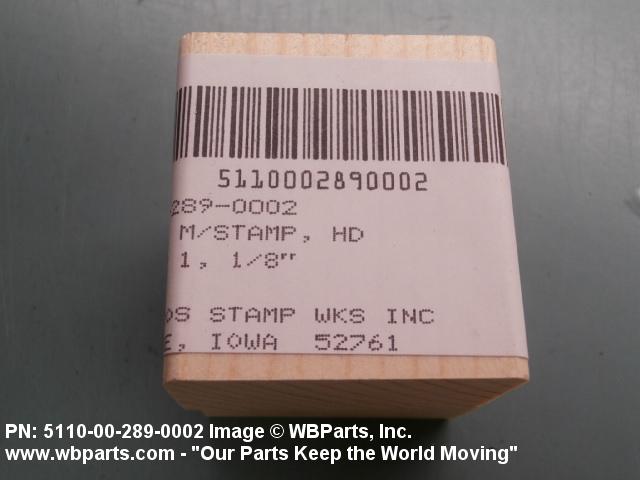 5110002890002
289-0002
M/STAMP, HD
1, 1/8"
STAMP WKS INC
IOWA 52761
PN: 5110-00-289-0002 Image © WBParts, Inc.
www.wbparts.com - "Our Parts Keep the World Moving"